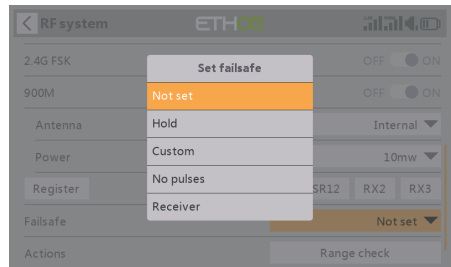 RF system
ETHOS
2.4G FSK OFF ON
Set failsafe
Not set
Hold
Custom
No pulses
Receiver
900M OFF ON
Antenna Internal
Power 10mw
Register SR12 RX2 RX3
Failsafe Not set
Actions Range check